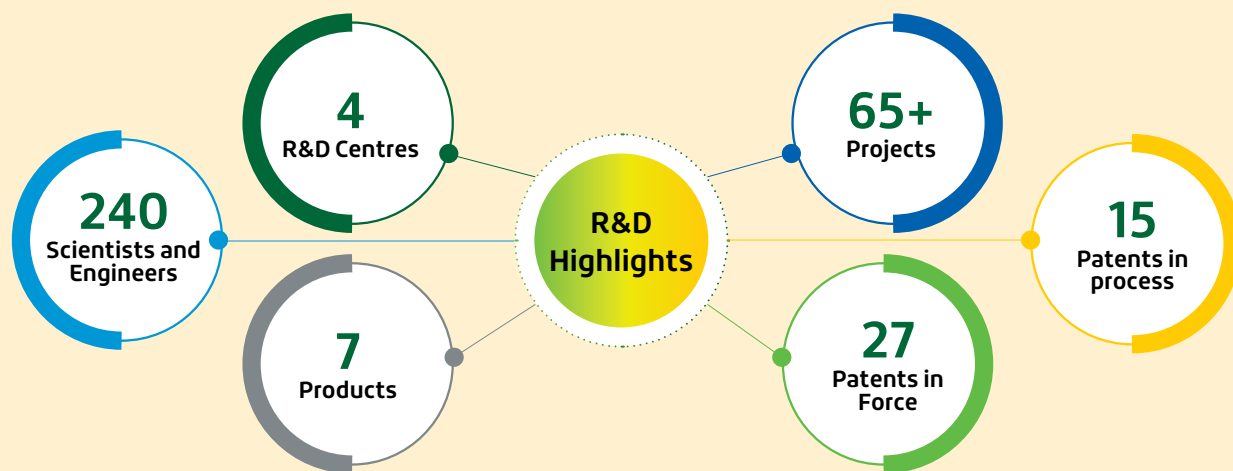 4
R&D Centres
65+
Projects
240
Scientists and
Engineers
R&D
Highlights
15
Patents in
process
7
Products
27
Patents in
Force